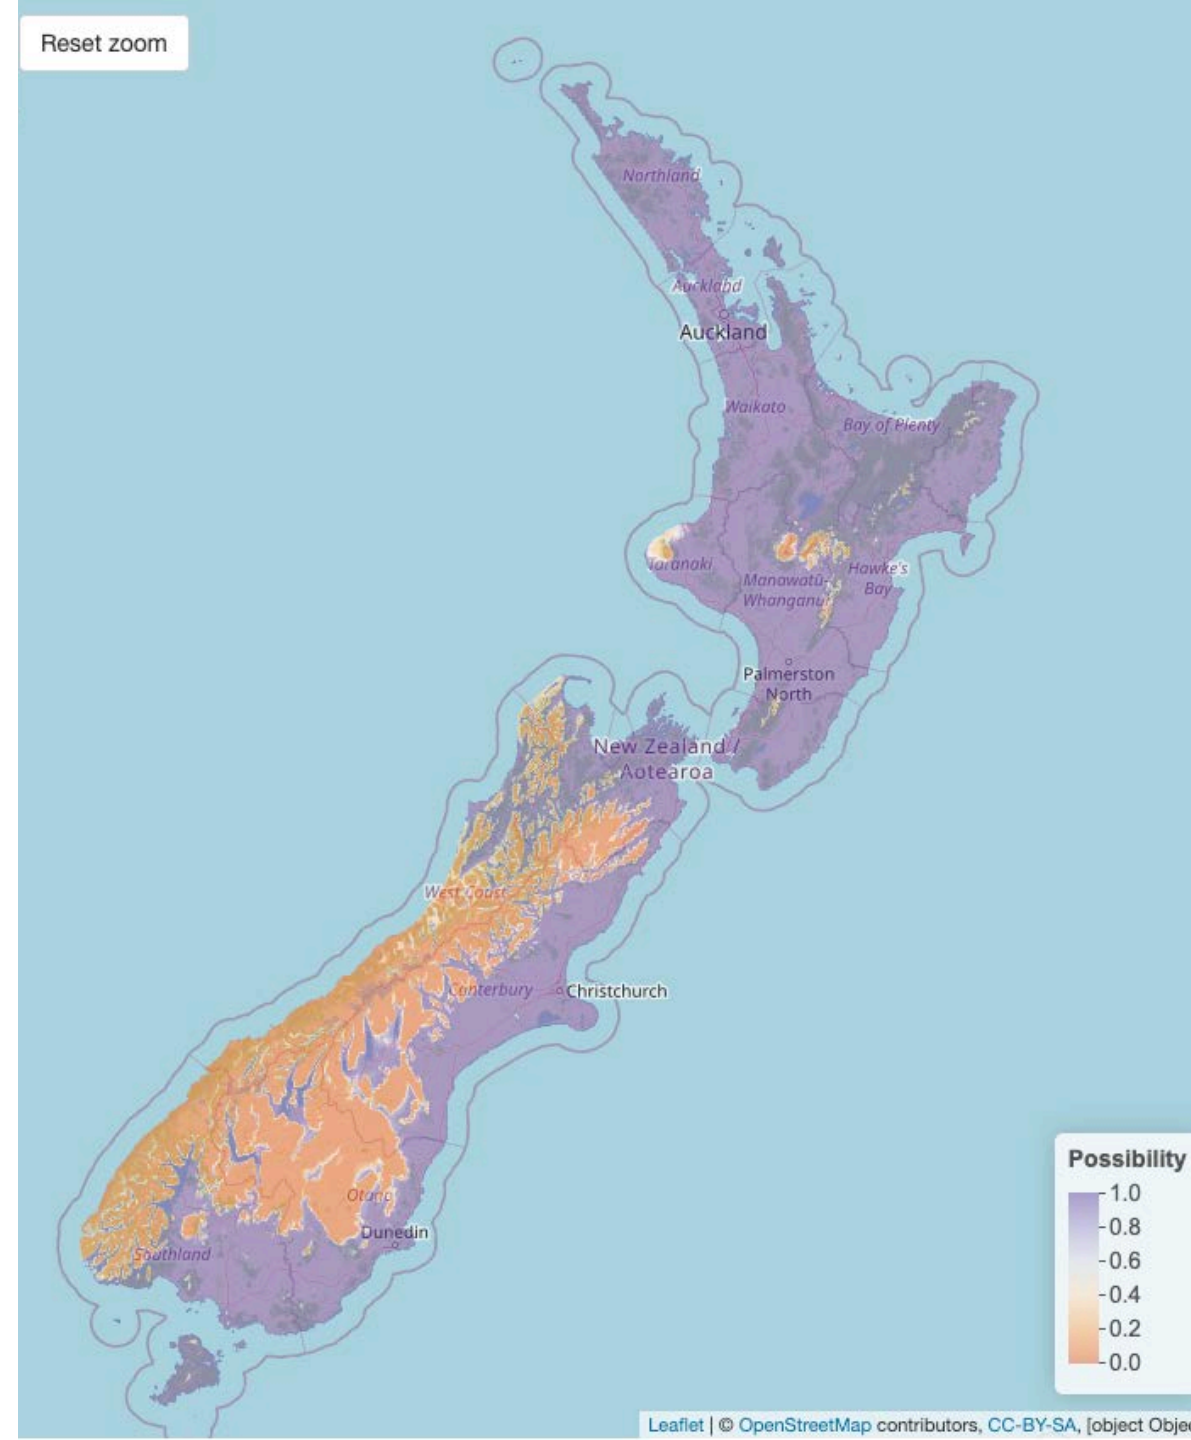 Reset zoom
Northland
Auckland
Auckland
Waikato
Bay of Plenty
Taranaki
Hawke's
Bay
Manawatū-
Whanganui
Palmerston
North
New Zealand /
Aotearoa
West Coast
Canterbury
Christchurch
Otago
Dunedin
Southland
Possibility
1.0
0.8
0.6
0.4
0.2
0.0
Leaflet | © OpenStreetMap contributors, CC-BY-SA, [object Obje